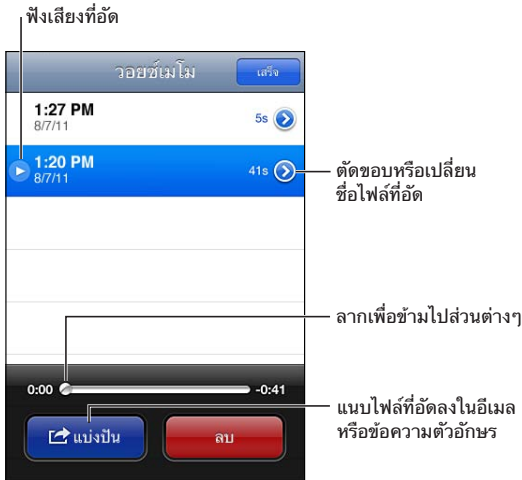 ฟังเสียงที่อัด
วอยซ์เมโม
เสร็จ
1:27 PM
8/7/11
5s
1:20 PM
8/7/11
41s
ตัดขอบหรือเปลี่ยน
ชื่อไฟล์ที่อัด
ลากเพื่อข้ามไปส่วนต่างๆ
0:00
-0:41
แนบไฟล์ที่อัดลงในอีเมล
หรือข้อความตัวอักษร
แบ่งปัน
ลบ